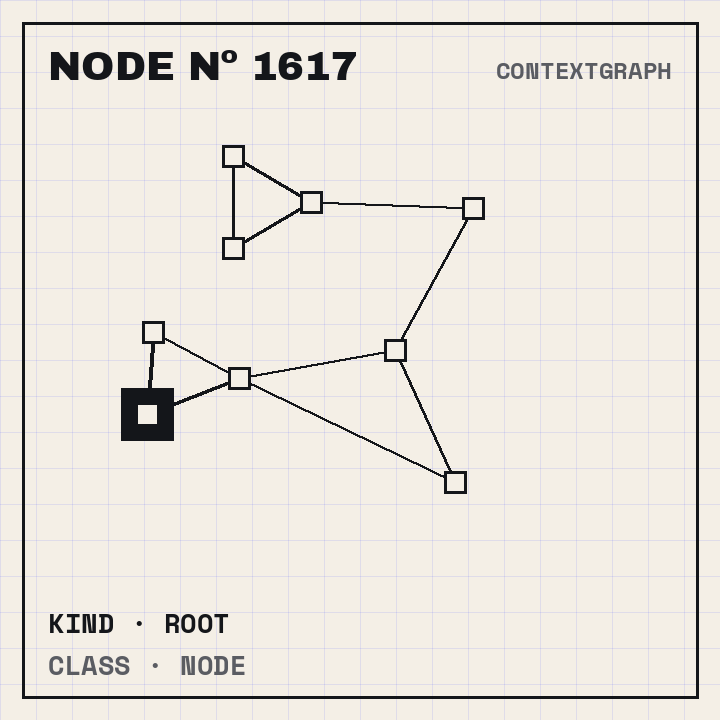 NODE Nº 1617
CONTEXTGRAPH
KIND · ROOT
CLASS · NODE